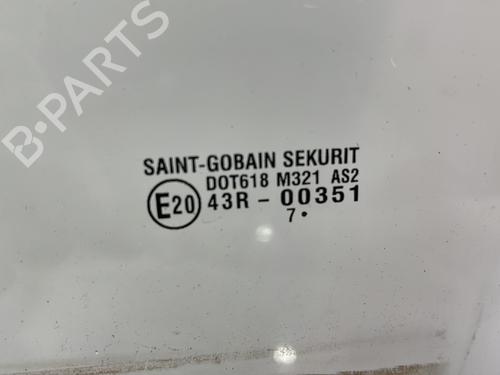 B-PARTS
SAINT-GOBAIN SEKURIT
DOT618 M321 AS2
E20 43R - 00351
7•